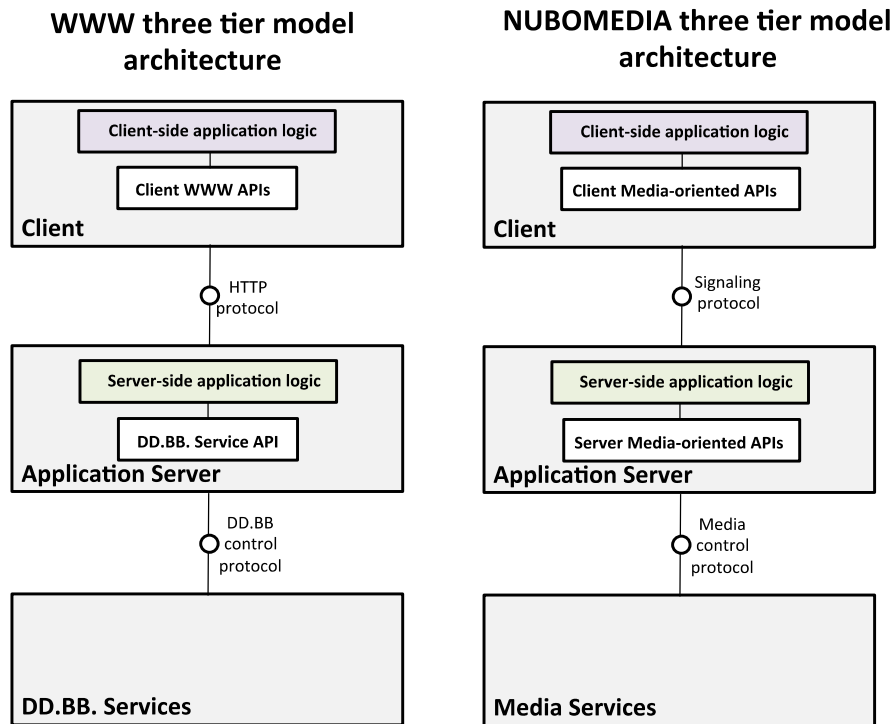 WWW three tier model
architecture
Client-side application logic
Client WWW APIs
Client
HTTP
protocol
Server-side application logic
DD.BB. Service API
Application Server
DD.BB
control
protocol
DD.BB. Services
NUBOMEDIA three tier model
architecture
Client-side application logic
Client Media-oriented APIs
Client
Signaling
protocol
Server-side application logic
Server Media-oriented APIs
Application Server
Media
control
protocol
Media Services